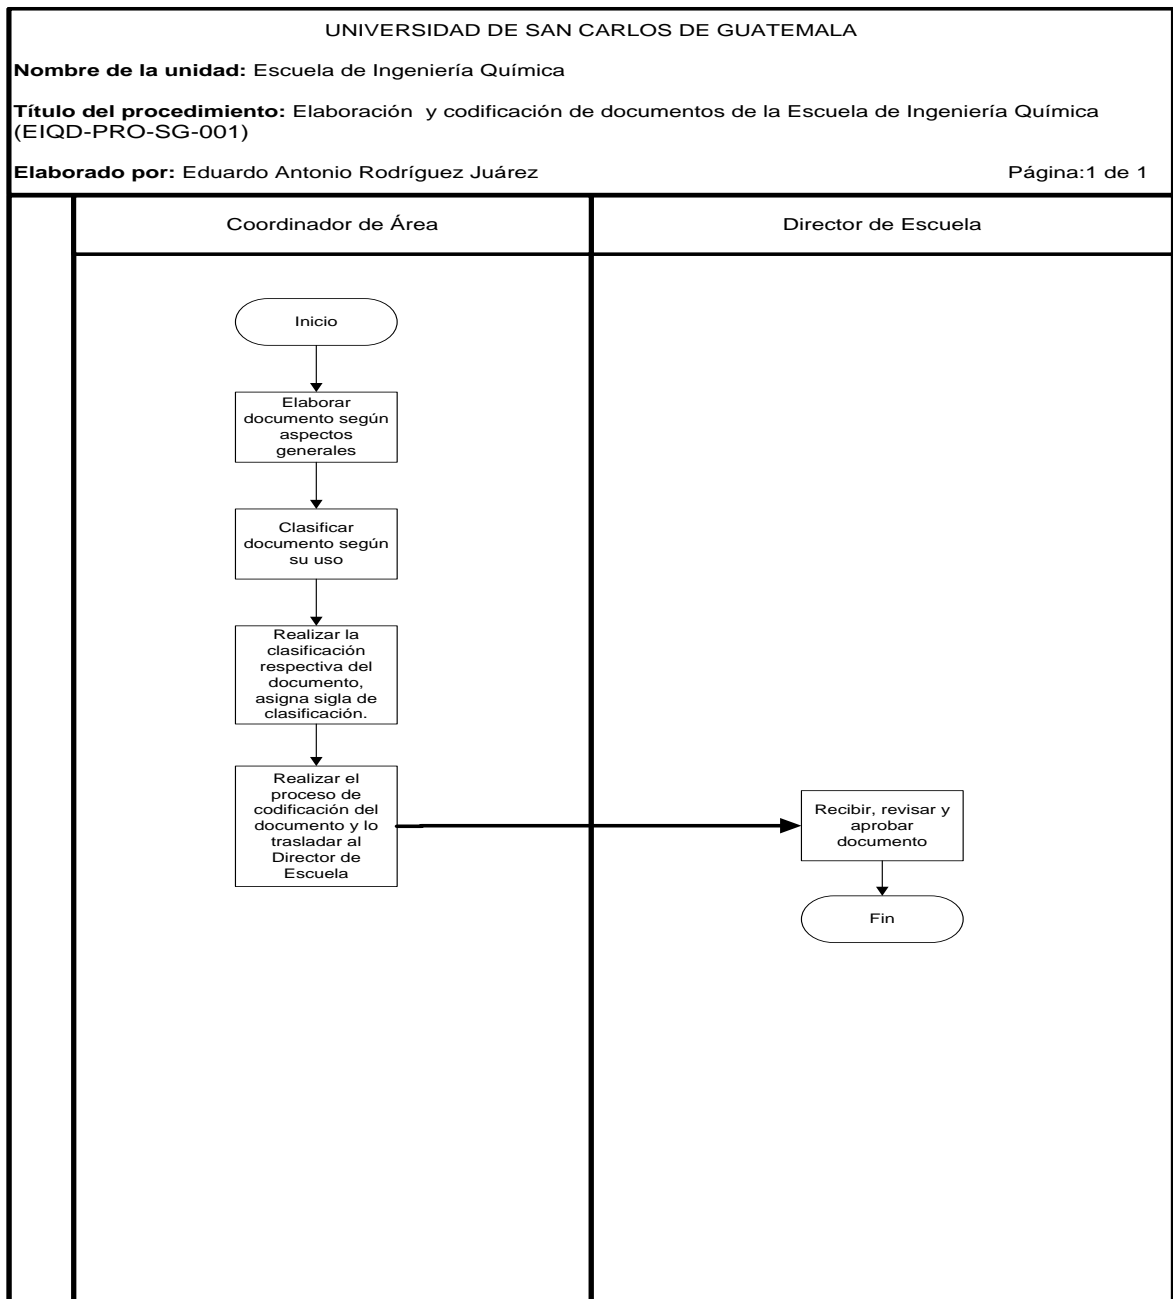 UNIVERSIDAD DE SAN CARLOS DE GUATEMALA
Nombre de la unidad: Escuela de Ingeniería Química
Título del procedimiento: Elaboración  y codificación de documentos de la Escuela de Ingeniería Química
(EIQD-PRO-SG-001)
Elaborado por: Eduardo Antonio Rodríguez Juárez Página:1 de 1
Coordinador de Área
Director de Escuela
Inicio
Elaborar
documento según
aspectos
generales
Clasificar
documento según
su uso
Realizar la
clasificación
respectiva del
documento,
asigna sigla de
clasificación.
Realizar el
proceso de
codificación del
documento y lo
trasladar al
Director de
Escuela
Recibir, revisar y
aprobar
documento
Fin